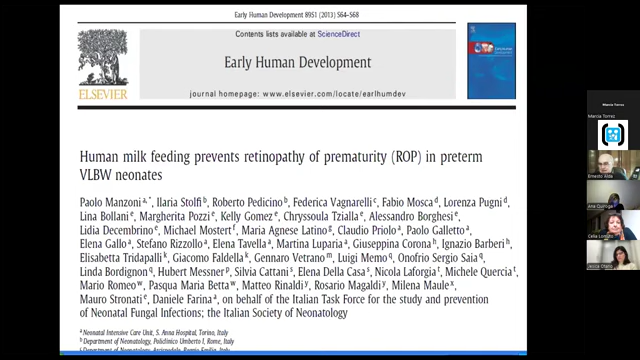 Early Human Development 89S1 (2013) S64–S68
Contents lists available at ScienceDirect
Early Human Development
journal homepage: www.elsevier.com/locate/earlhumdev
ELSEVIER
Human milk feeding prevents retinopathy of prematurity (ROP) in preterm
VLBW neonates
Paolo Manzoni a,*, Ilaria Stolfi b, Roberto Pedicino b, Federica Vagnarelli c, Fabio Mosca d, Lorenza Pugni d,
Lina Bollani e, Margherita Pozzi e, Kelly Gomez e, Chryssoula Tzialla e, Alessandro Borghesi e,
Lidia Decembrino e, Michael Mostert f, Maria Agnese Latino g, Claudio Priolo a, Paolo Galletto a,
Elena Gallo a, Stefano Rizzollo a, Elena Tavella a, Martina Luparia a, Giuseppina Corona h, Ignazio Barberi h,
Elisabetta Tridapalli k, Giacomo Faldella k, Gennaro Vetrano m, Luigi Memo q, Onofrio Sergio Saia q,
Linda Bordignon q, Hubert Messner p, Silvia Cattani s, Elena Della Casa s, Nicola Laforgia t, Michele Quercia t,
Mario Romeo w, Pasqua Maria Betta w, Matteo Rinaldi y, Rosario Magaldi y, Milena Maule x,
Mauro Stronati e, Daniele Farina a, on behalf of the Italian Task Force for the study and prevention
of Neonatal Fungal Infections; the Italian Society of Neonatology
a Neonatal Intensive Care Unit, S. Anna Hospital, Torino, Italy
b Department of Neonatology, Policlinico Umberto I, Rome, Italy
Marcia Torres
Marcia Torres
Ernesto Alda
Ana Quiroga